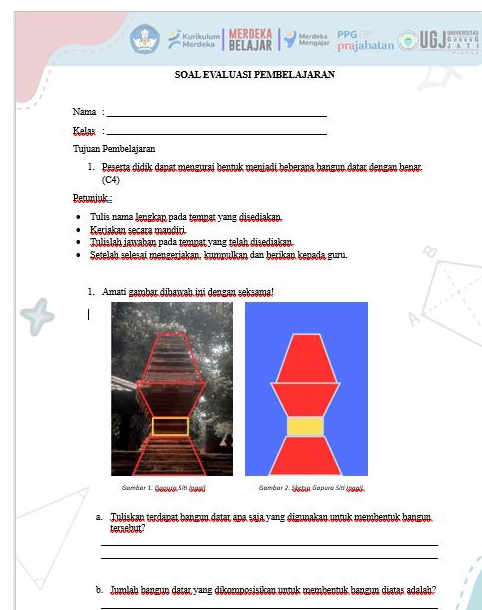 Kurikulum
Merdeka
MERDEKA
BELAJAR
Merdeka
Mengajar
PPG
prajabatan
UGJ
UNIVERSITAS
JATI
SOAL EVALUASI PEMBELAJARAN
Nama :
Kelas :
Tujuan Pembelajaran
1. Peserta didik dapat mengurai bentuk menjadi beberapa bangun datar dengan benar.
(C4)
Petunjuk :
• Tulis nama lengkap pada tempat yang disediakan.
• Kerjakan secara mandiri.
• Tulislah jawaban pada tempat yang telah disediakan.
• Setelah selesai mengerjakan, kumpulkan dan berikan kepada guru.
1. Amati gambar dibawah ini dengan seksama!
Gambar 1. Gapura Siti Inggil
Gambar 2. Sketsa Gapura Siti Inggil.
a. Tuliskan terdapat bangun datar apa saja yang digunakan untuk membentuk bangun
tersebut?
b. Jumlah bangun datar yang dikomposisikan untuk membentuk bangun diatas adalah?
A
B